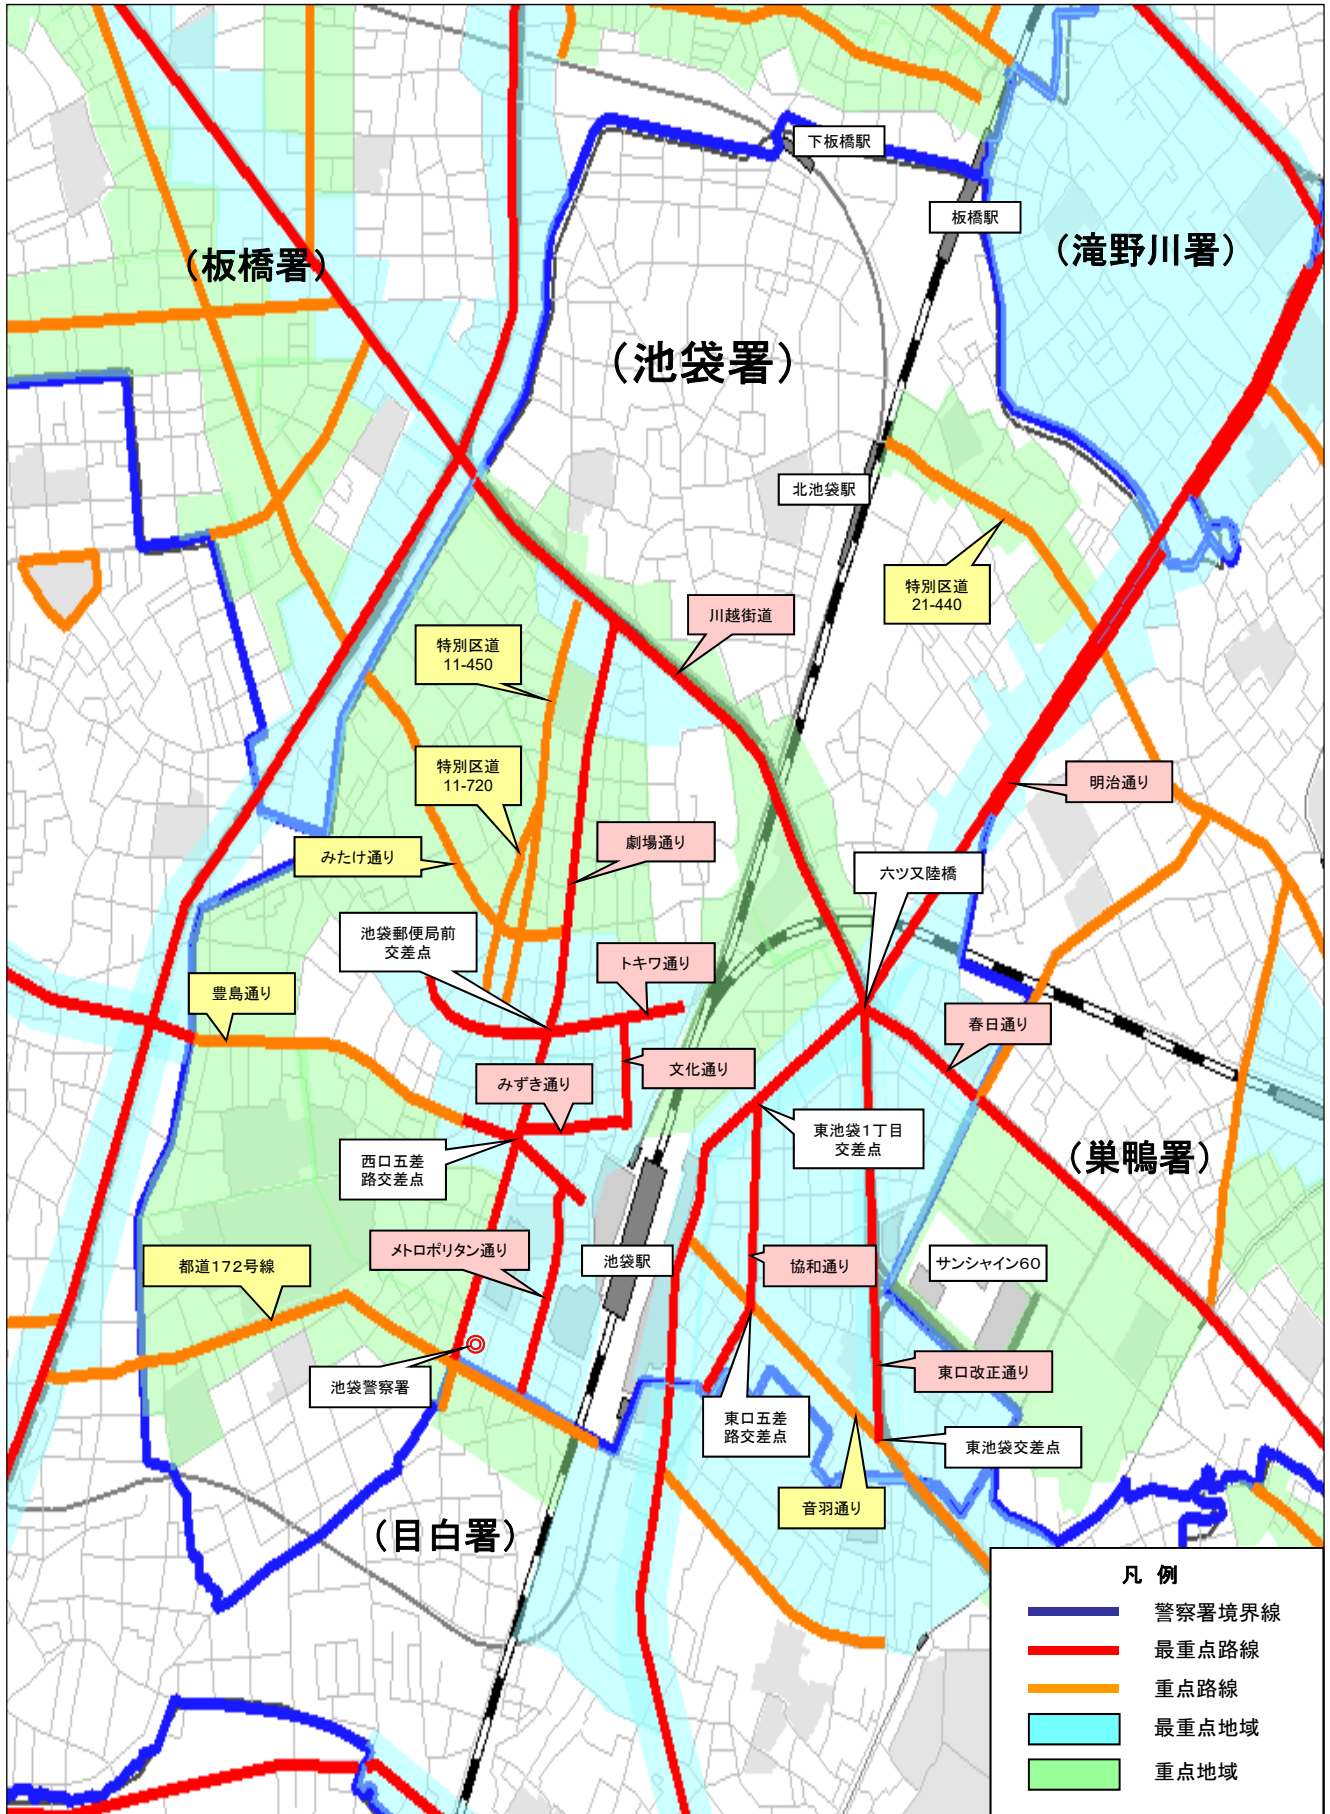 下板橋駅
板橋駅
(板橋署)
(滝野川署)
(池袋署)
北池袋駅
特別区道
21-440
川越街道
特別区道
11-450
特別区道
11-720
明治通り
みたけ通り
劇場通り
六ツ又陸橋
池袋郵便局前
交差点
トキワ通り
豊島通り
春日通り
文化通り
みずき通り
東池袋1丁目
交差点
西口五差
路交差点
(巣鴨署)
メトロポリタン通り
池袋駅
協和通り
サンシャイン60
都道172号線
池袋警察署
東口改正通り
東口五差
路交差点
東池袋交差点
音羽通り
(目白署)
凡 例
警察署境界線
最重点路線
重点路線
最重点地域
重点地域